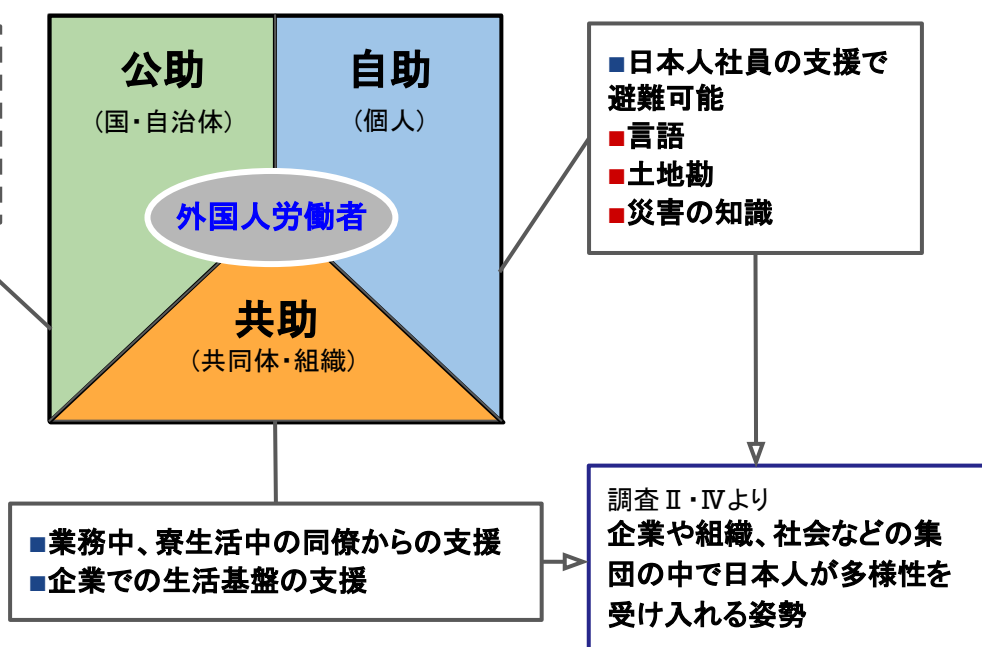 公助
(国・自治体)
自助
(個人)
外国人労働者
共助
(共同体・組織)
■日本人社員の支援で
避難可能
■言語
■土地勘
■災害の知識
■業務中、寮生活中の同僚からの支援
■企業での生活基盤の支援
調査Ⅱ・Ⅳより
企業や組織、社会などの集
団の中で日本人が多様性を
受け入れる姿勢